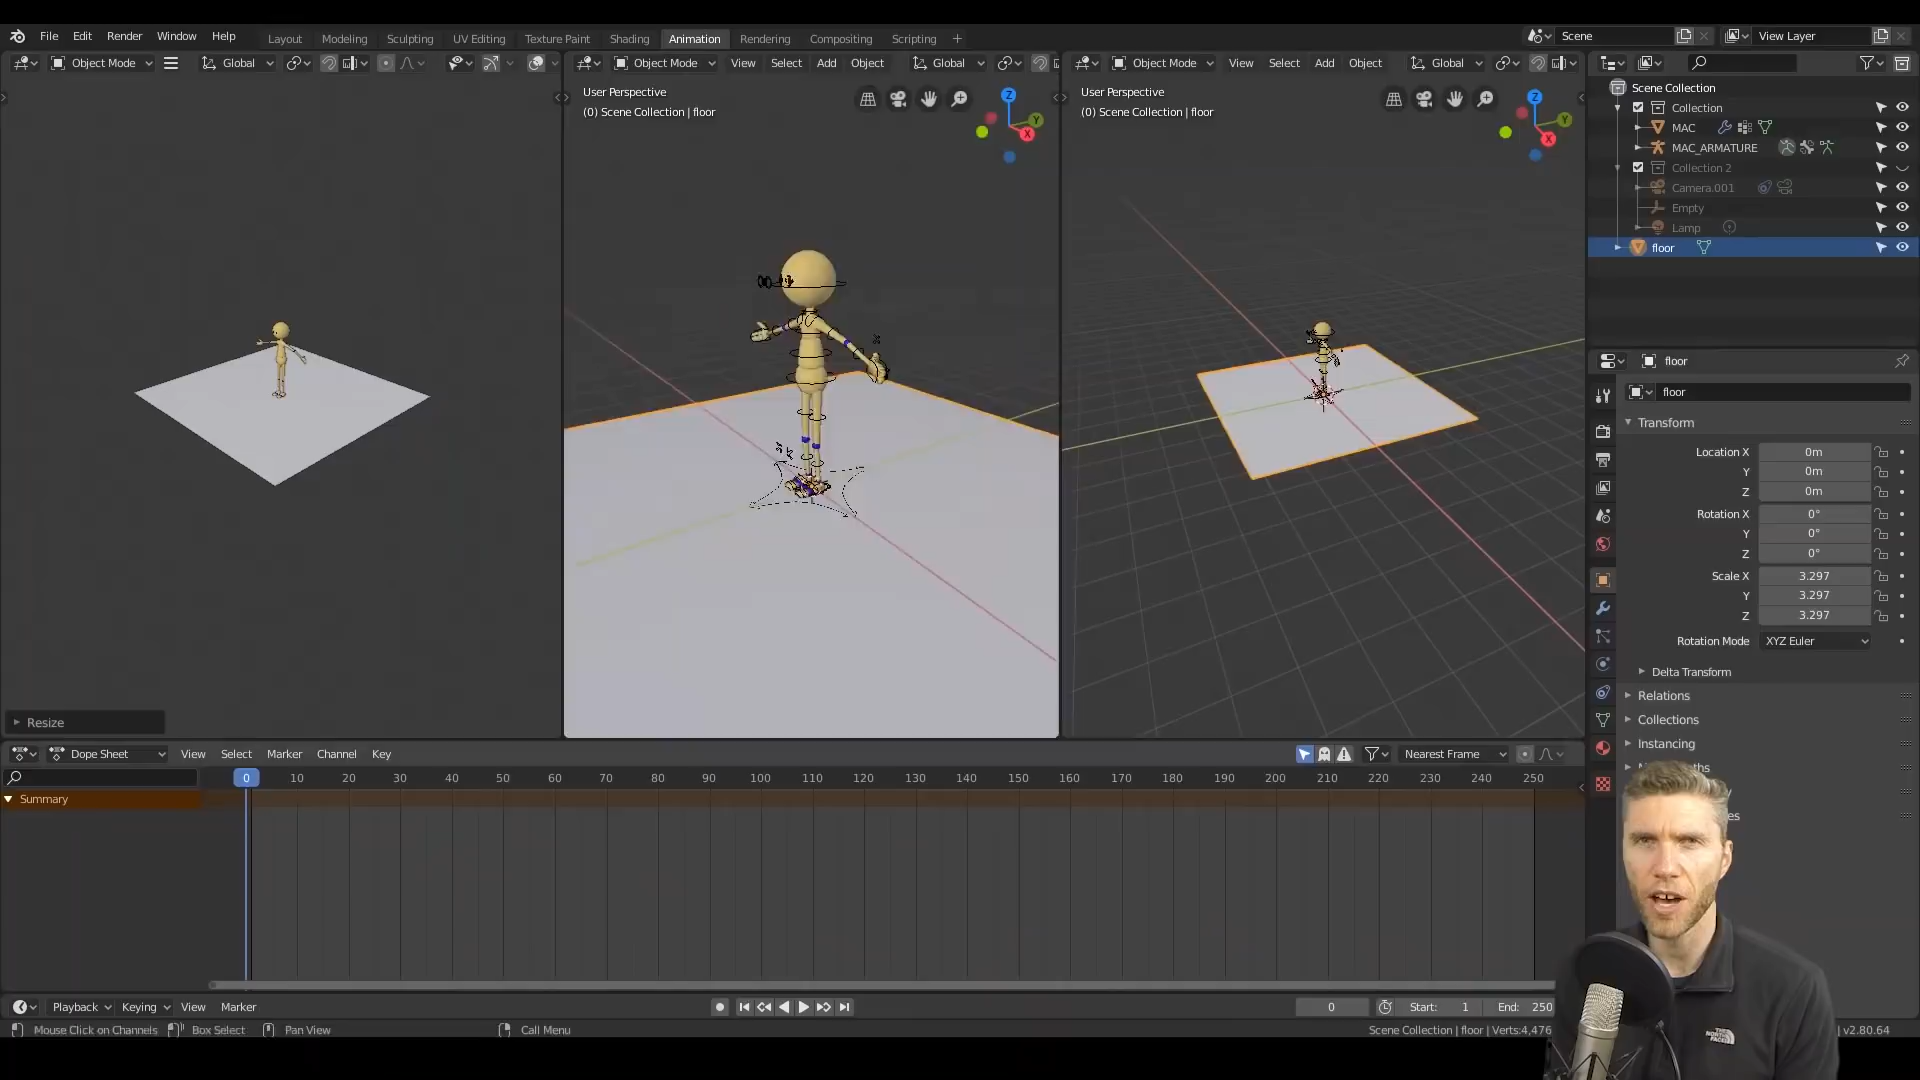 File Edit Render Window Help Layout Modeling Sculpting UV Editing Texture Paint Shading Animation Rendering Compositing Scripting + Scene View Layer
Object Mode Global Object Mode View Select Add Object Global Object Mode View Select Add Object Global
User Perspective
(0) Scene Collection | floor
User Perspective
(0) Scene Collection | floor
Z
Y
X
Z
Y
X
Scene Collection
Collection
MAC
MAC_ARMATURE
Collection 2
Camera.001
Empty
Lamp
floor
floor
floor
Transform
Location X 0m
Y 0m
Z 0m
Rotation X 0°
Y 0°
Z 0°
Scale X 3.297
Y 3.297
Z 3.297
Rotation Mode XYZ Euler
Delta Transform
Relations
Collections
Instancing
Resize
Dope Sheet View Select Marker Channel Key Nearest Frame
0 10 20 30 40 50 60 70 80 90 100 110 120 130 140 150 160 170 180 190 200 210 220 230 240 250
Summary
Playback Keying View Marker 0 Start: 1 End: 250
Mouse Click on Channels Box Select Pan View Call Menu Scene Collection | floor | Verts:4,476 | v2.80.64
THE NORTH FACE